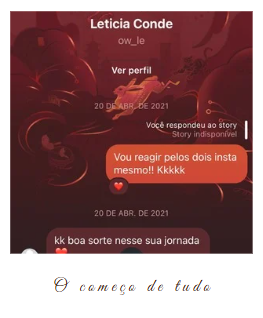 Leticia Conde
ow_le
Ver perfil
20 DE ABR. DE 2021
Você respondeu ao story
Story indisponível
Vou reagir pelos dois insta
mesmo!! Kkkkk
20 DE ABR. DE 2021
kk boa sorte nesse sua jornada
O começo de tudo